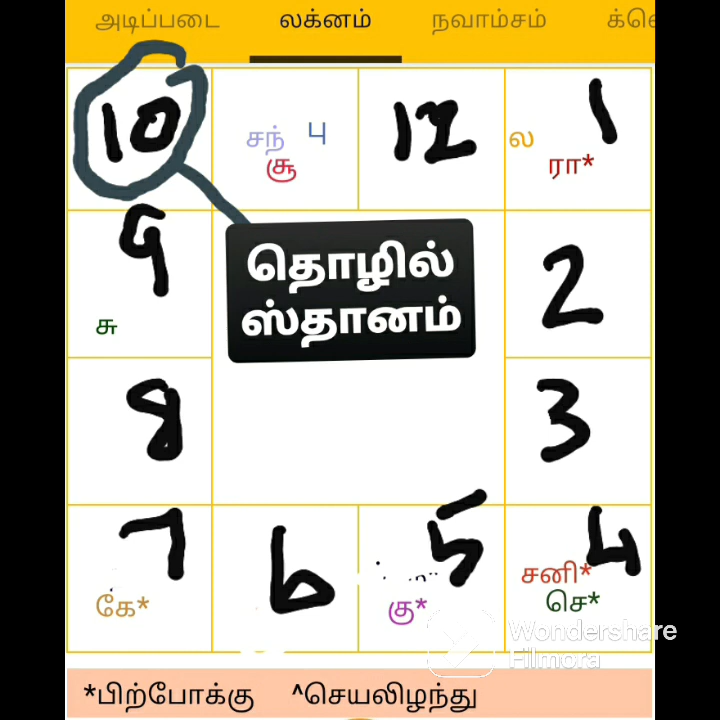 அடிப்படை லக்னம் நவாம்சம்
10 சந் பு 12 ல 1
சூ ரா*
9 தொழில் 2
சு ஸ்தானம்
8 3
7 6 5 4
கே* கு* சனி*
செ*
Wondershare
Filmora
*பிற்போக்கு ^செயலிழந்து